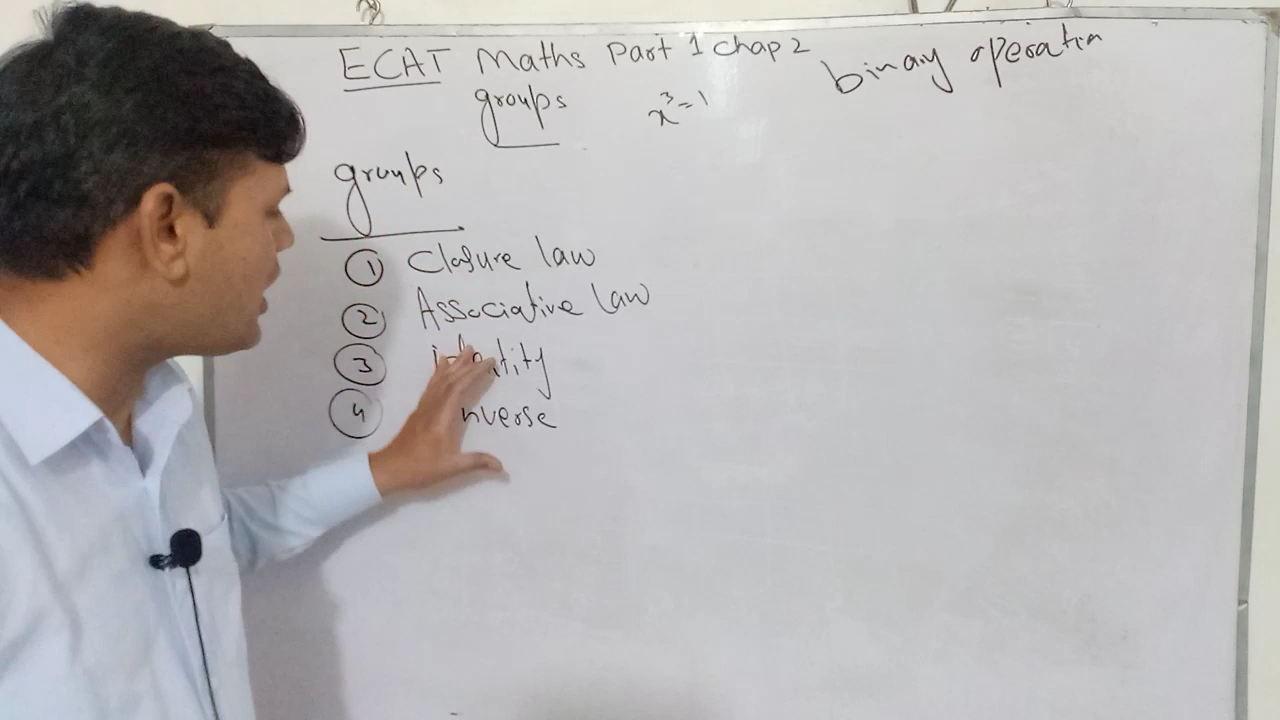 ECAT Maths Part 1 Chap 2
binary operation
groups
x³=1
groups
1 Closure law
2 Associative law
3 identity
4 nverse